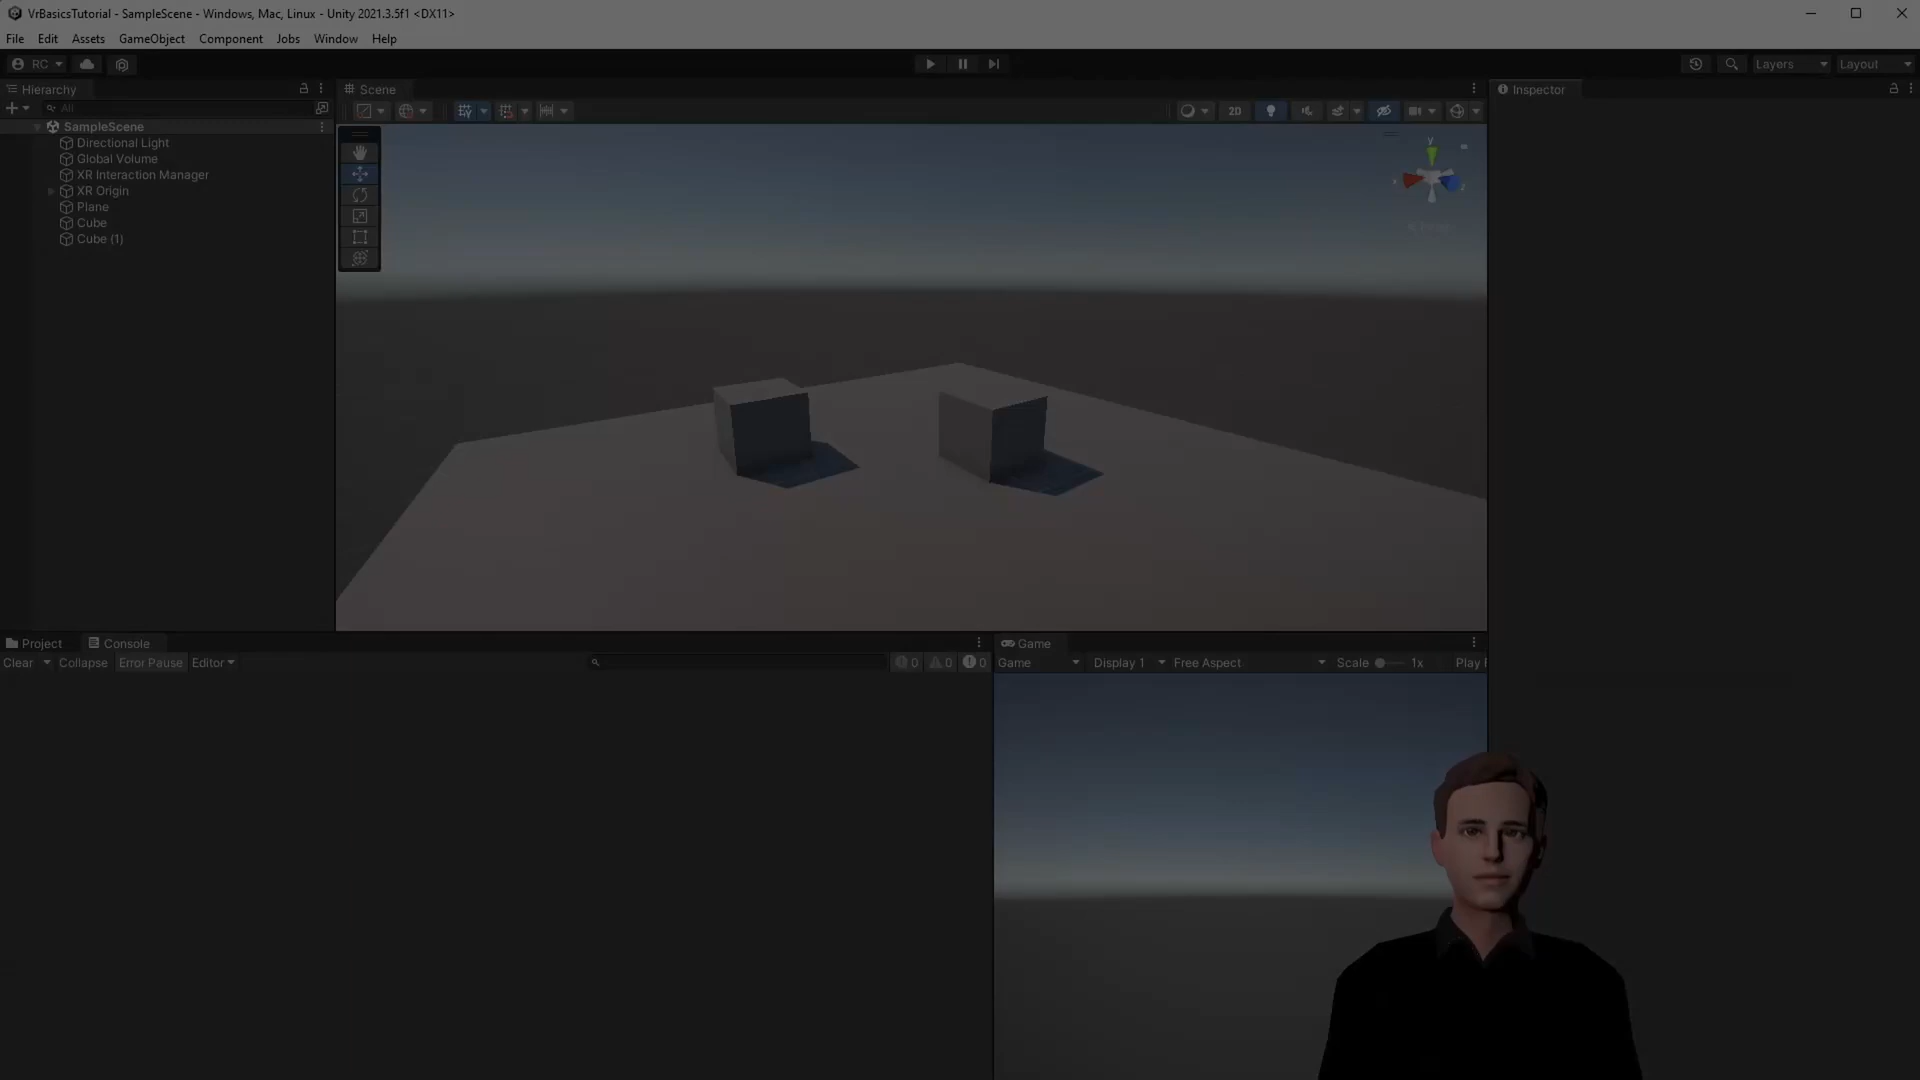 VrBasicsTutorial - SampleScene - Windows, Mac, Linux - Unity 2021.3.5f1 <DX11>
File Edit Assets GameObject Component Jobs Window Help
RC
Layers
Layout
Hierarchy
All
SampleScene
Directional Light
Global Volume
XR Interaction Manager
XR Origin
Plane
Cube
Cube (1)
Scene
2D
y
x
z
Inspector
Project
Console
Clear Collapse Error Pause Editor
0 0 0
Game
Game Display 1 Free Aspect Scale 1x Play F